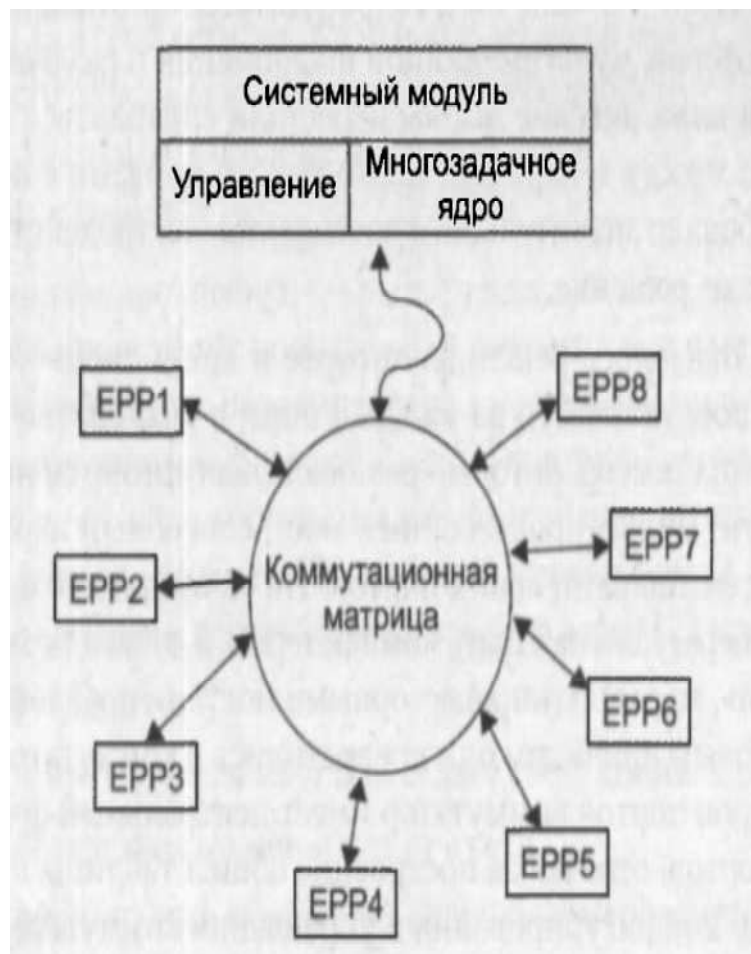 Системный модуль
Управление
Многозадачное
ядро
EPP1
EPP8
EPP2
Коммутационная
матрица
EPP7
EPP3
EPP6
EPP4
EPP5